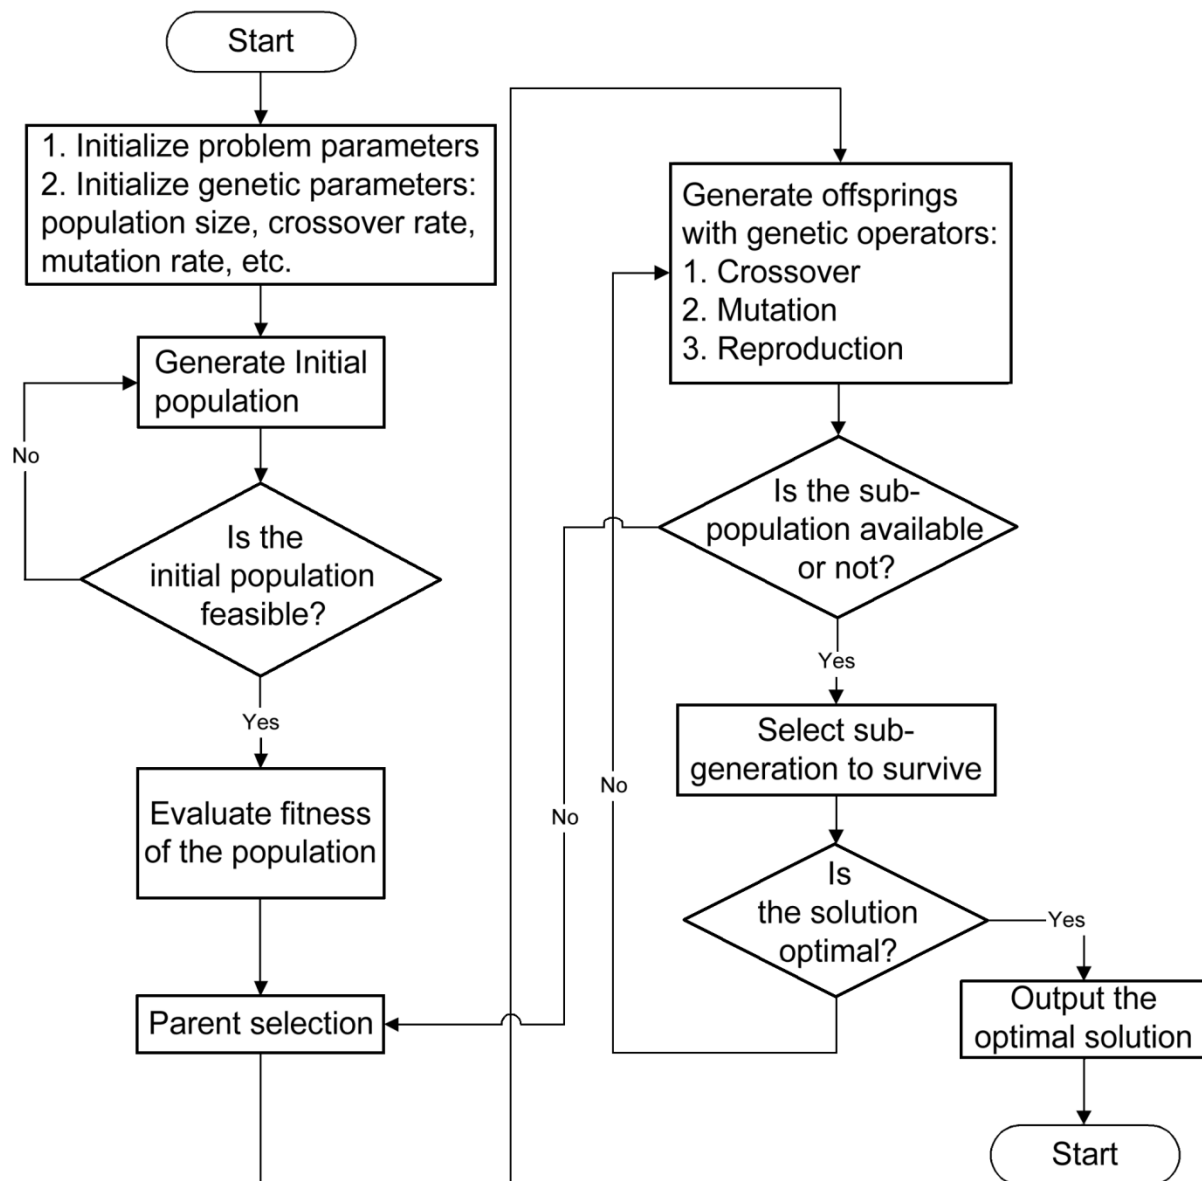 Start
1. Initialize problem parameters
2. Initialize genetic parameters:
population size, crossover rate,
mutation rate, etc.
Generate Initial
population
No
Is the
initial population
feasible?
Yes
Evaluate fitness
of the population
Parent selection
Generate offsprings
with genetic operators:
1. Crossover
2. Mutation
3. Reproduction
Is the sub-
population available
or not?
No
Yes
Select sub-
generation to survive
Is
the solution
optimal?
No
Yes
Output the
optimal solution
Start